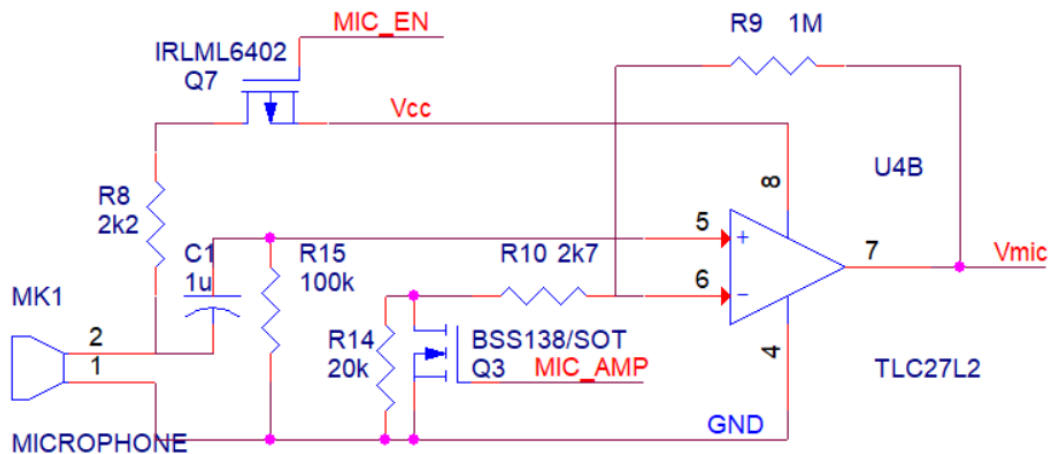 MIC_EN
R9 1M
IRLML6402
Q7
Vcc
R8
2k2
8
U4B
C1
1u
R15
100k
5
+
R10 2k7
7
Vmic
6
-
MK1
2
1
R14
20k
BSS138/SOT
Q3
MIC_AMP
4
TLC27L2
GND
MICROPHONE